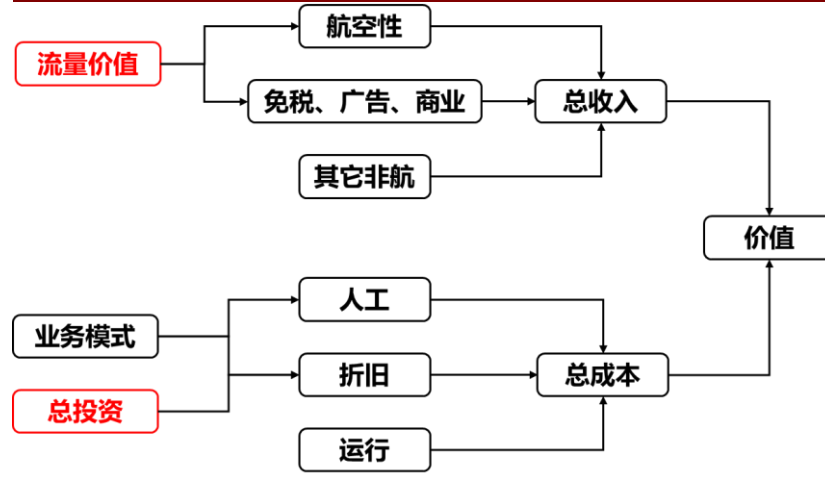 航空性
流量价值
免税、广告、商业
总收入
其它非航
价值
人工
业务模式
折旧
总成本
总投资
运行